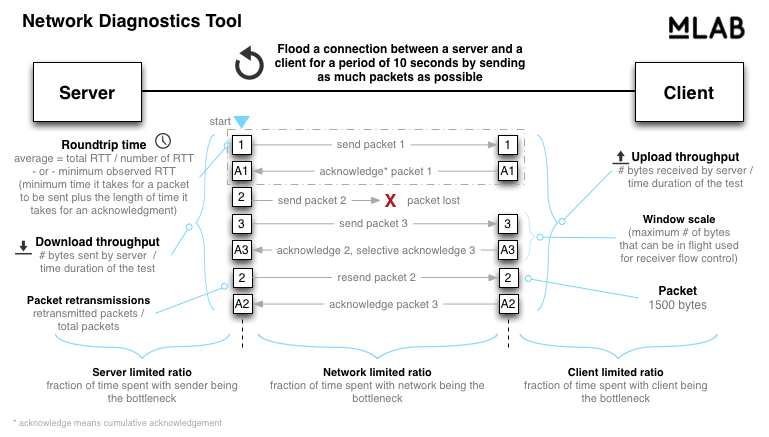 Network Diagnostics Tool
MLAB
Flood a connection between a server and a
client for a period of 10 seconds by sending
as much packets as possible
Server
Client
start
Roundtrip time
average = total RTT / number of RTT
- or - minimum observed RTT
(minimum time it takes for a packet
to be sent plus the length of time it
takes for an acknowledgment)
Download throughput
# bytes sent by server /
time duration of the test
Packet retransmissions
retransmitted packets /
total packets
1 send packet 1 1
A1 acknowledge* packet 1 A1
2 send packet 2 X packet lost
3 send packet 3 3
A3 acknowledge 2, selective acknowledge 3 A3
2 resend packet 2 2
A2 acknowledge packet 3 A2
Upload throughput
# bytes received by server /
time duration of the test
Window scale
(maximum # of bytes
that can be in flight used
for receiver flow control)
Packet
1500 bytes
Server limited ratio
fraction of time spent with sender being
the bottleneck
Network limited ratio
fraction of time spent with network being the
bottleneck
Client limited ratio
fraction of time spent with client being
the bottleneck
* acknowledge means cumulative acknowledgement